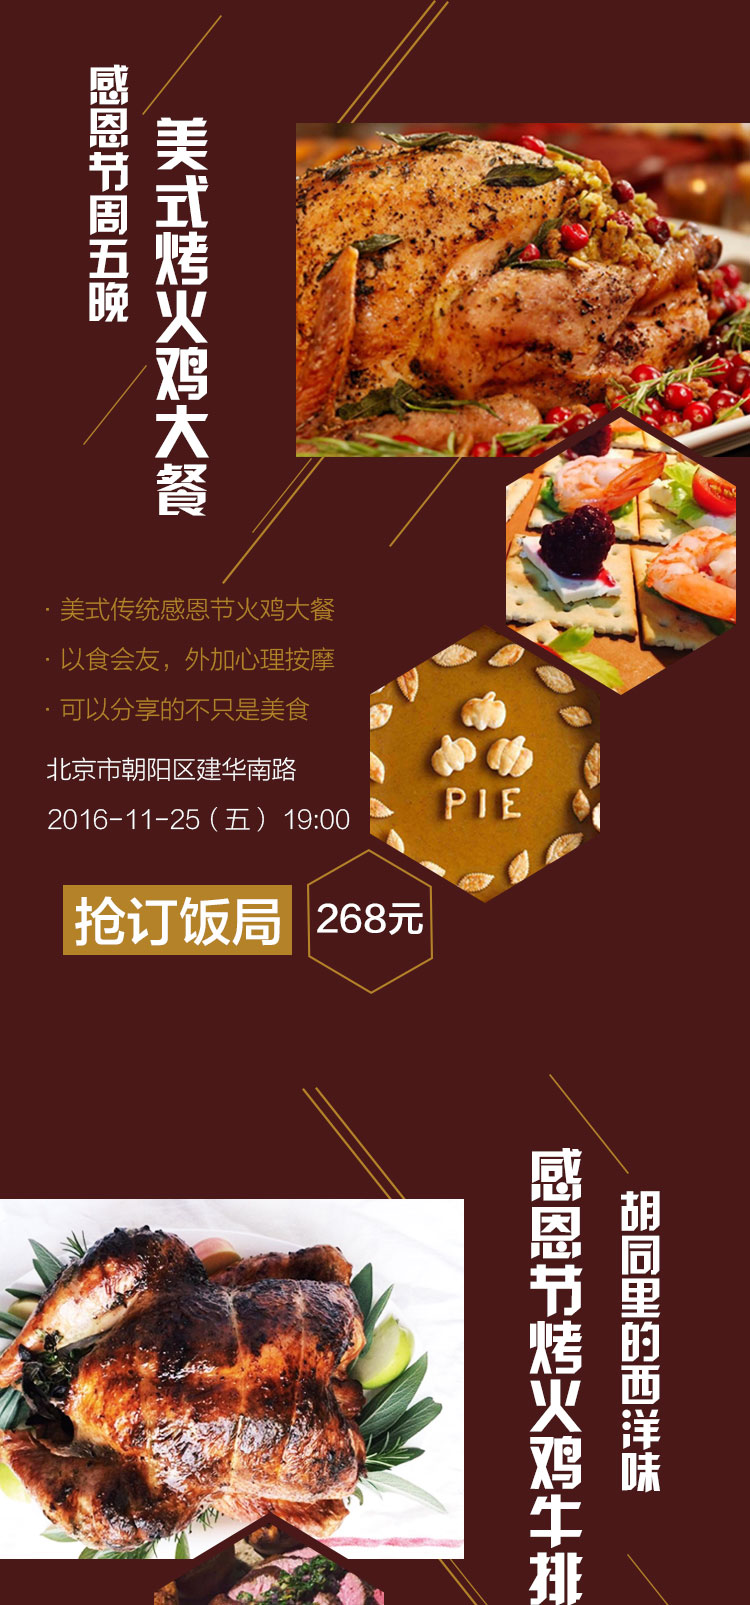 感恩节周五晚
美式烤火鸡大餐
· 美式传统感恩节火鸡大餐
· 以食会友，外加心理按摩
· 可以分享的不只是美食
PIE
北京市朝阳区建华南路
2016-11-25（五） 19:00
抢订饭局
268元
胡同里的西洋味
感恩节烤火鸡牛排